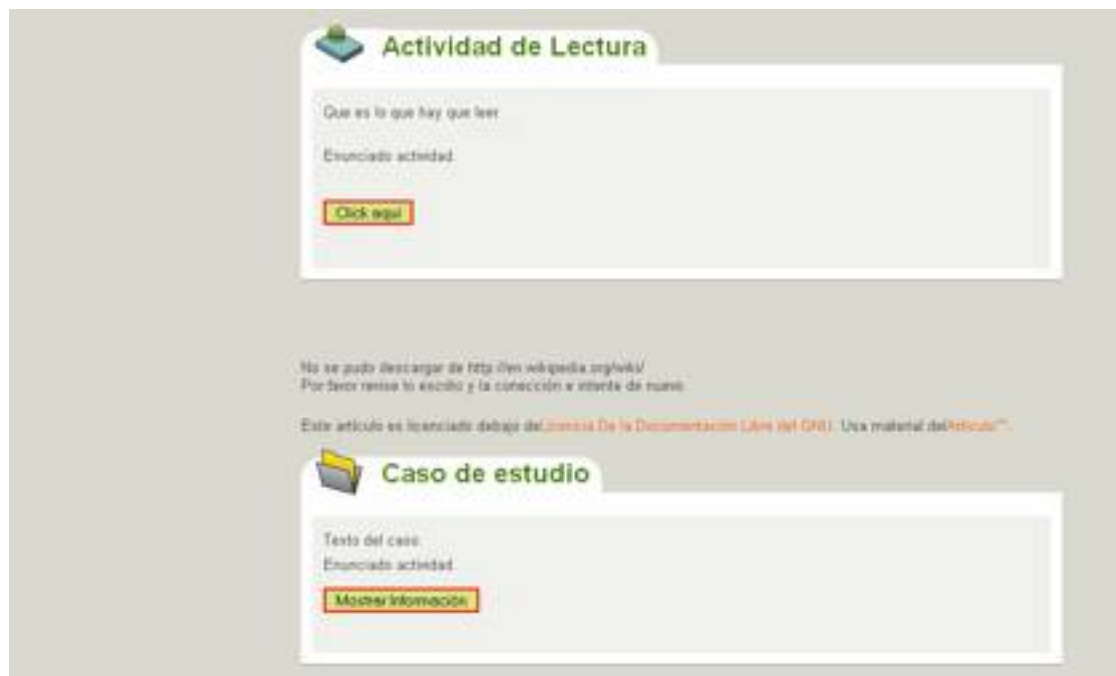 Actividad de Lectura
Que es lo que hay que leer
Enunciado actividad
Click aquí
No se pudo descargar de http://en.wikipedia.org/wiki/
Por favor revise lo escrito y la conección e intente de nuevo.
Este artículo es licenciado debajo de Licencia De la Documentación Libre del GNU. Usa material del Artículo"".
Caso de estudio
Texto del caso
Enunciado actividad
Mostrar Información